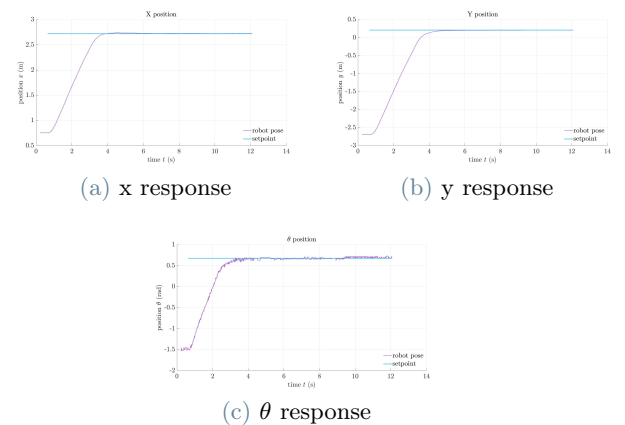 X position
3
2.5
2
1.5
1
0.5
position x (m)
robot pose
setpoint
0 2 4 6 8 10 12 14
time t (s)
(a) x response
Y position
0.5
0
-0.5
-1
-1.5
-2
-2.5
-3
position y (m)
robot pose
setpoint
0 2 4 6 8 10 12 14
time t (s)
(b) y response
θ position
1
0.5
0
-0.5
-1
-1.5
-2
position θ (rad)
robot pose
setpoint
0 2 4 6 8 10 12 14
time t (s)
(c) θ response